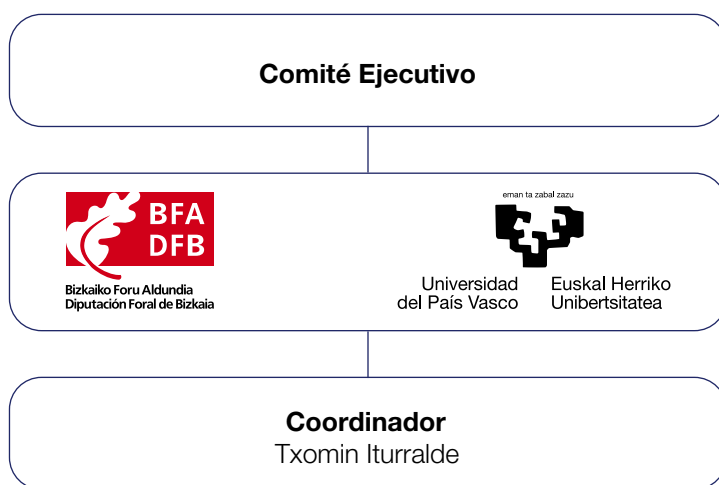 Comité Ejecutivo
BFA
DFB
Bizkaiko Foru Aldundia
Diputación Foral de Bizkaia
eman ta zabal zazu
Universidad
del País Vasco
Euskal Herriko
Unibertsitatea
Coordinador
Txomin Iturralde